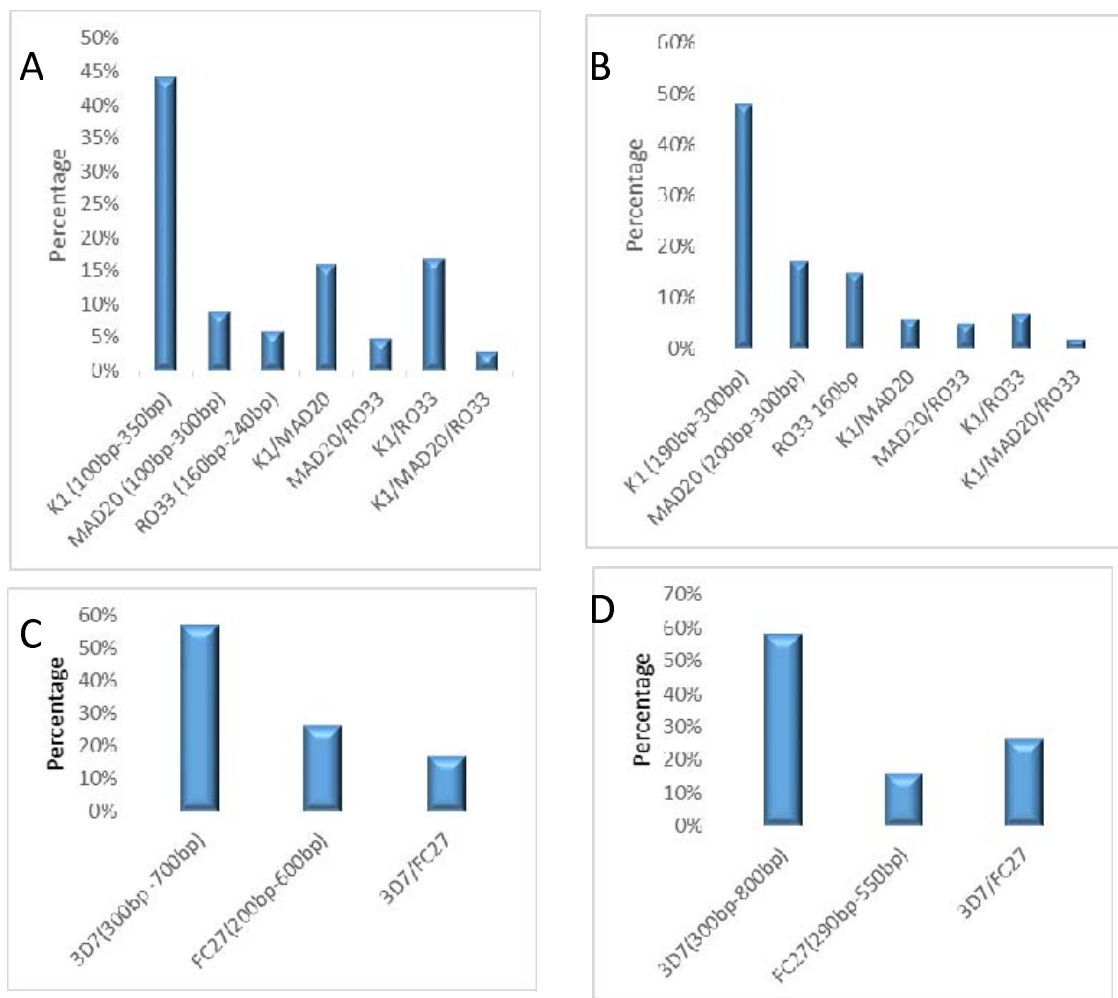 A
50%
45%
40%
35%
30%
25%
20%
15%
10%
5%
0%
Percentage
K1 (100bp-350bp)
MAD20 (100bp-300bp)
RO33 (160bp-240bp)
K1/MAD20
MAD20/RO33
K1/RO33
K1/MAD20/RO33
B
60%
50%
40%
30%
20%
10%
0%
Percentage
K1 (190bp-300bp)
MAD20 (200bp-300bp)
RO33 160bp
K1/MAD20
MAD20/RO33
K1/RO33
K1/MAD20/RO33
C
60%
50%
40%
30%
20%
10%
0%
Percentage
3D7(300bp -700bp)
FC27(200bp-600bp)
3D7/FC27
D
70%
60%
50%
40%
30%
20%
10%
0%
Percentage
3D7(300bp-800bp)
FC27(290bp-550bp)
3D7/FC27